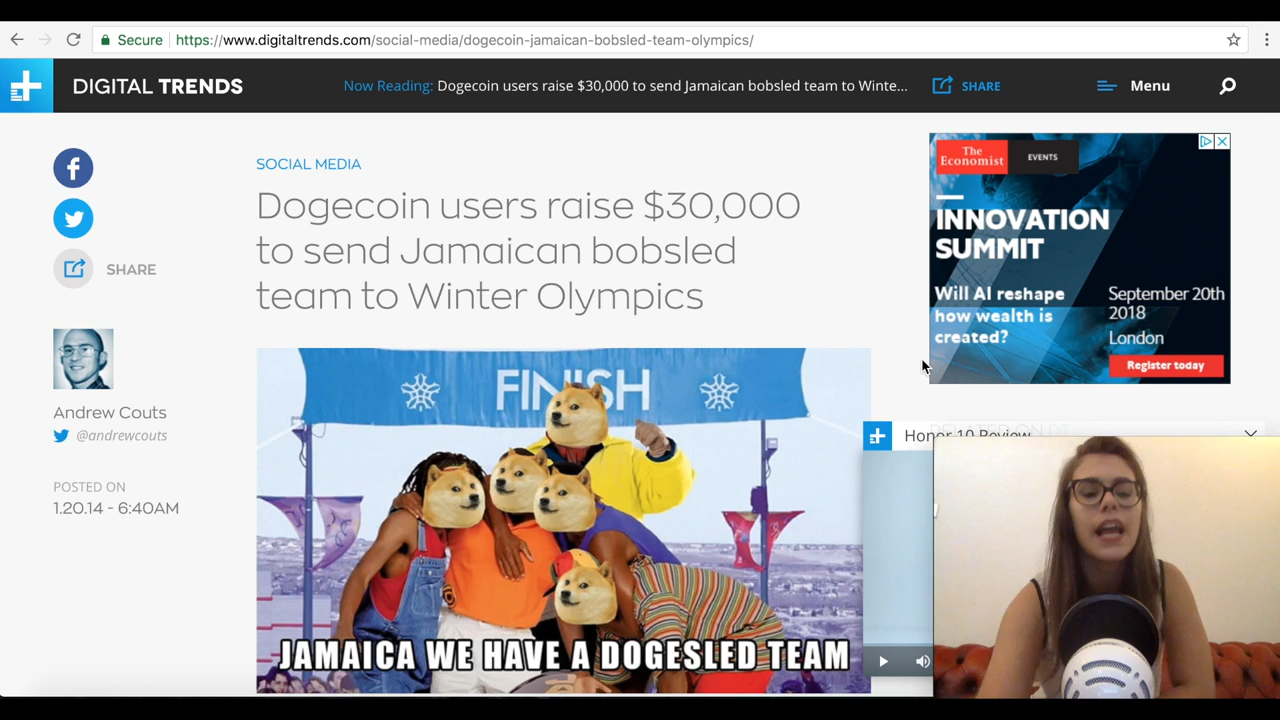 Secure https://www.digitaltrends.com/social-media/dogecoin-jamaican-bobsled-team-olympics/
DIGITAL TRENDS
Now Reading: Dogecoin users raise $30,000 to send Jamaican bobsled team to Winte...
SHARE
Menu
SOCIAL MEDIA
Dogecoin users raise $30,000
to send Jamaican bobsled
team to Winter Olympics
SHARE
Andrew Couts
@andrewcouts
POSTED ON
1.20.14 - 6:40AM
FINISH
JAMAICA WE HAVE A DOGESLED TEAM
The
Economist
EVENTS
INNOVATION
SUMMIT
Will AI reshape
how wealth is
created?
September 20th
2018
London
Register today
RELATED ON DT
Honor 10 Review